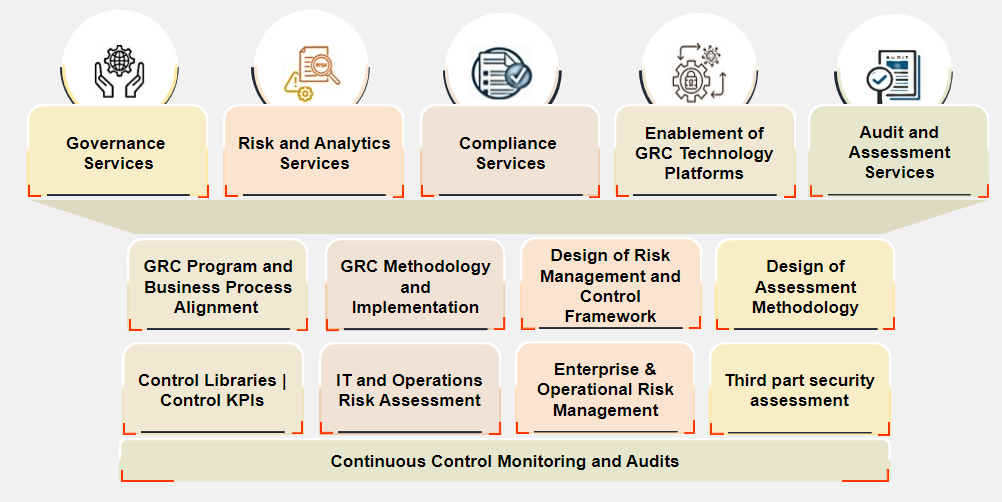 RISK
AUDIT
Governance
Services
Risk and Analytics
Services
Compliance
Services
Enablement of
GRC Technology
Platforms
Audit and
Assessment
Services
GRC Program and
Business Process
Alignment
GRC Methodology
and
Implementation
Design of Risk
Management and
Control
Framework
Design of
Assessment
Methodology
Control Libraries |
Control KPIs
IT and Operations
Risk Assessment
Enterprise &
Operational Risk
Management
Third part security
assessment
Continuous Control Monitoring and Audits